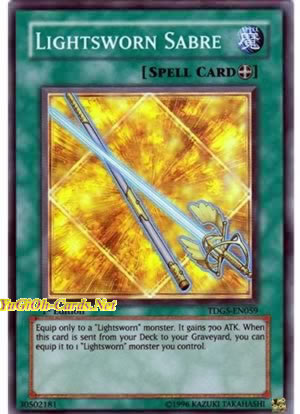 LIGHTSWORN SABRE
[SPELL CARD]
YuGiOh-Cards.Net
TDGS-EN059
Equip only to a "Lightsworn" monster. It gains 700 ATK. When
this card is sent from your Deck to your Graveyard, you can
equip it to 1 "Lightsworn" monster you control.
30502181
©1996 KAZUKI TAKAHASHI